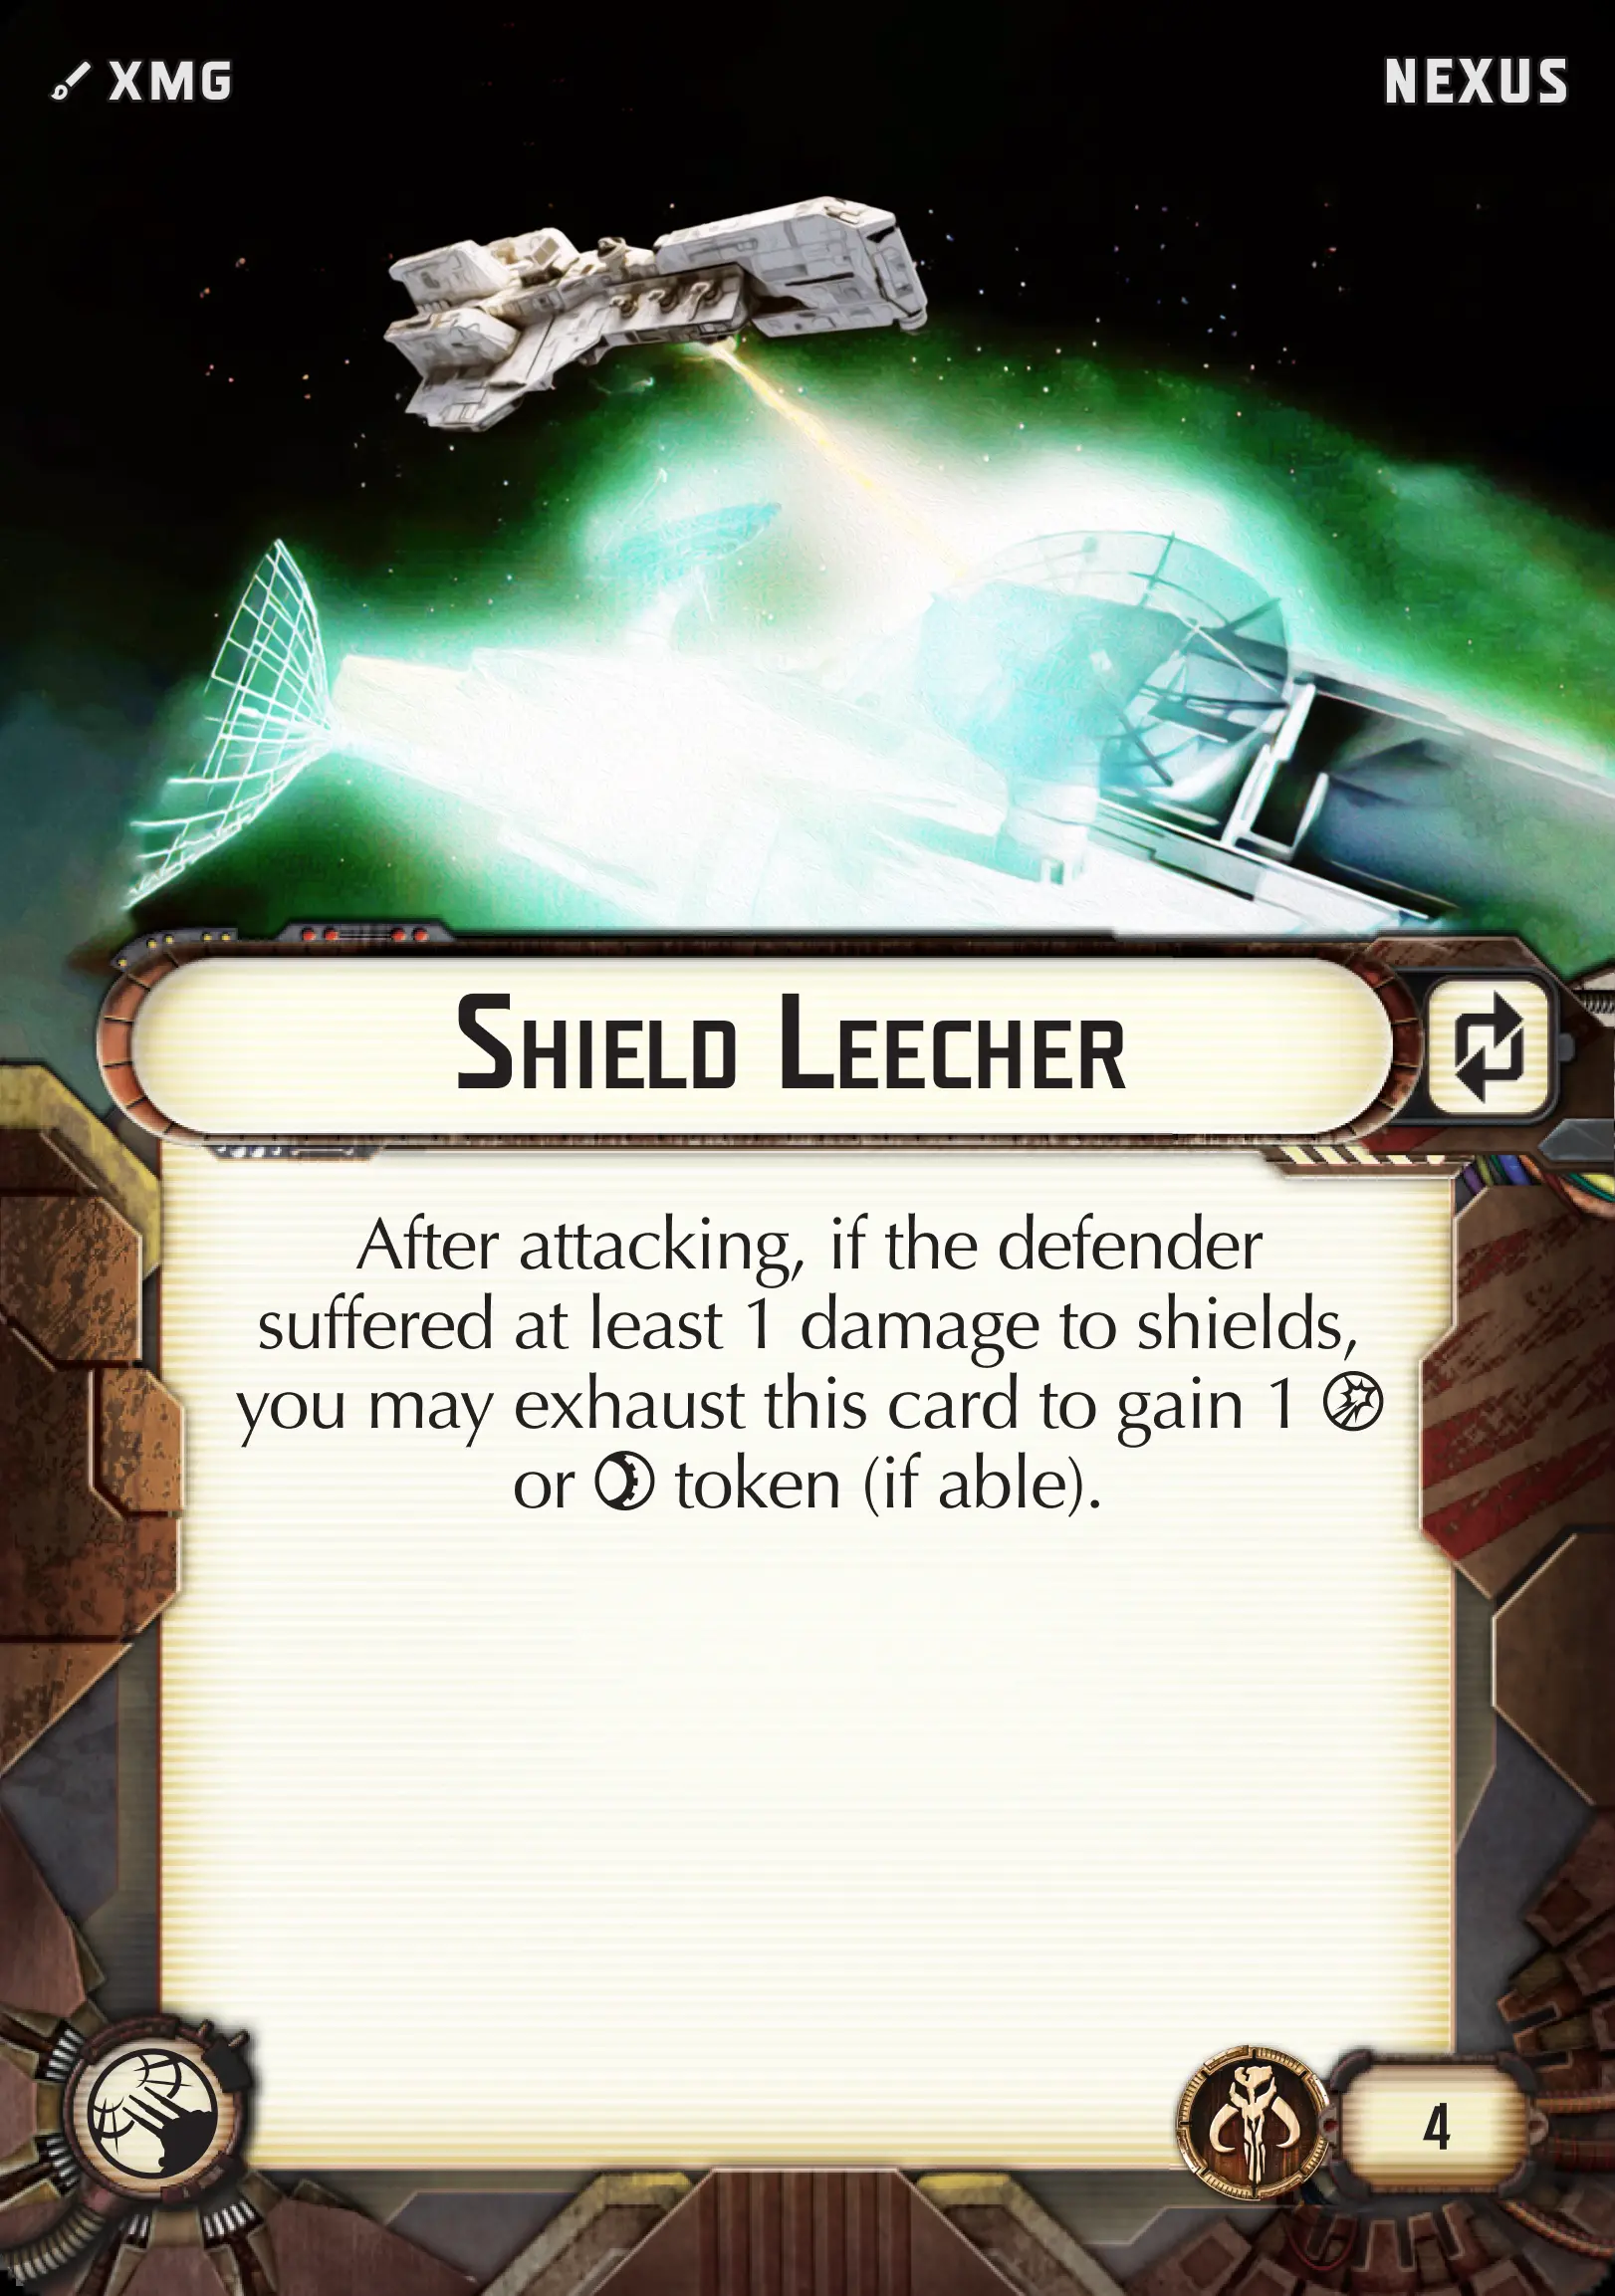 XMG
NEXUS
SHIELD LEECHER
After attacking, if the defender
suffered at least 1 damage to shields,
you may exhaust this card to gain 1
or token (if able).
4